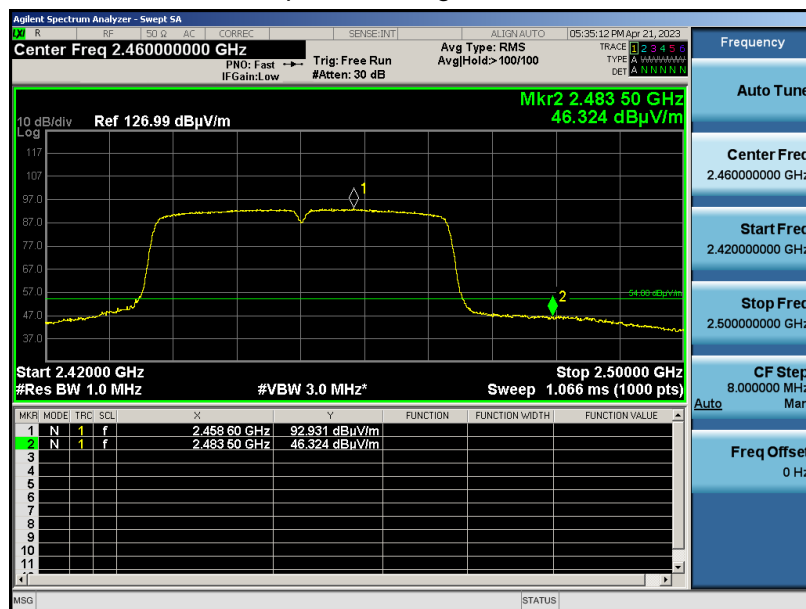 Agilent Spectrum Analyzer - Swept SA
LXI R RF 50 Ω AC CORREC SENSE:INT ALIGN AUTO 05:35:12 PM Apr 21, 2023
Center Freq 2.460000000 GHz
PNO: Fast
IFGain:Low
Trig: Free Run
#Atten: 30 dB
Avg Type: RMS
Avg|Hold:>100/100
TRACE 1 2 3 4 5 6
TYPE A
DET A N N N N N
Mkr2 2.483 50 GHz
46.324 dBµV/m
10 dB/div Ref 126.99 dBµV/m
Log
117
107
97.0
87.0
77.0
67.0
57.0
47.0
37.0
1
2
54.00 dBµV/m
Start 2.42000 GHz Stop 2.50000 GHz
#Res BW 1.0 MHz #VBW 3.0 MHz* Sweep 1.066 ms (1000 pts)
MKR MODE TRC SCL X Y FUNCTION FUNCTION WIDTH FUNCTION VALUE
1 N 1 f 2.458 60 GHz 92.931 dBµV/m
2 N 1 f 2.483 50 GHz 46.324 dBµV/m
3
4
5
6
7
8
9
10
11
MSG STATUS
Frequency
Auto Tune
Center Freq
2.460000000 GHz
Start Freq
2.420000000 GHz
Stop Freq
2.500000000 GHz
CF Step
8.000000 MHz
Auto Man
Freq Offset
0 Hz